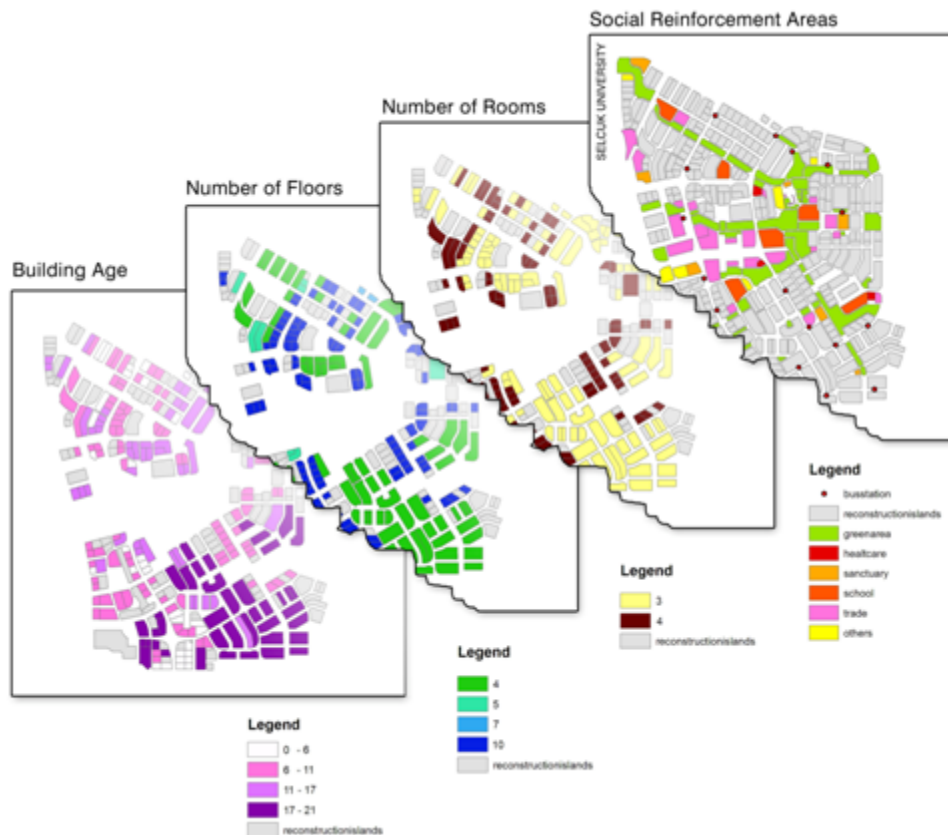 Social Reinforcement Areas
SELCUK UNIVERSITY
Number of Rooms
Number of Floors
Building Age
Legend
busstation
reconstructionislands
greenarea
healtcare
sanctuary
school
trade
others
Legend
3
4
reconstructionislands
Legend
4
5
7
10
reconstructionislands
Legend
0 - 6
6 - 11
11 - 17
17 - 21
reconstructionislands